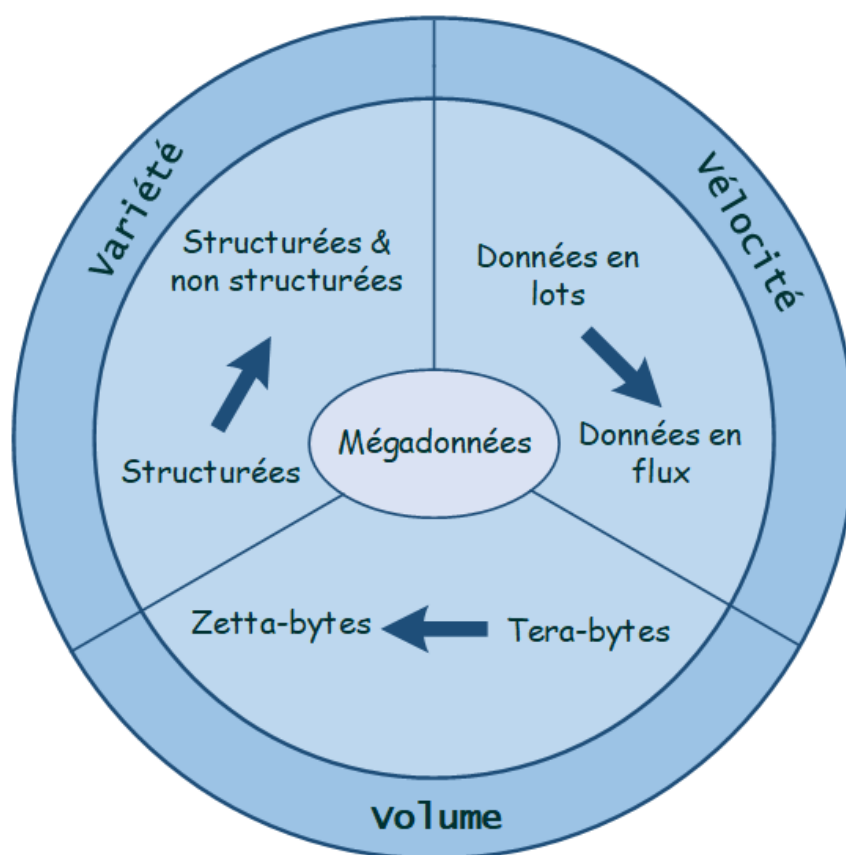 Variété
Structurées &
non structurées
Structurées
Vélocité
Données en
lots
Données en
flux
Mégadonnées
Zetta-bytes
Tera-bytes
Volume